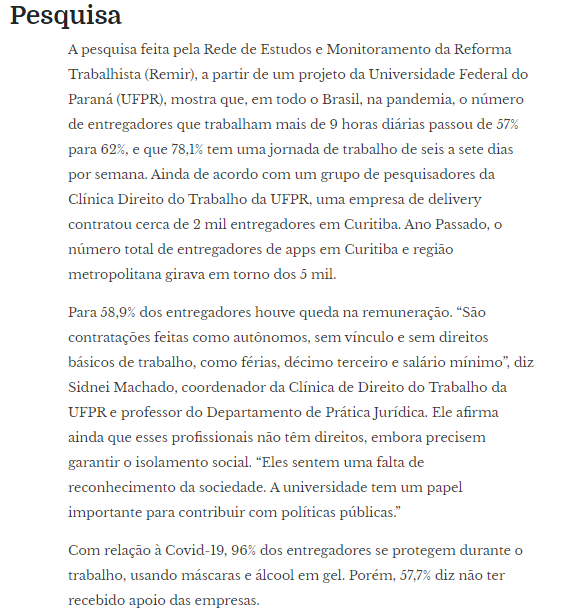 Pesquisa
A pesquisa feita pela Rede de Estudos e Monitoramento da Reforma
Trabalhista (Remir), a partir de um projeto da Universidade Federal do
Paraná (UFPR), mostra que, em todo o Brasil, na pandemia, o número
de entregadores que trabalham mais de 9 horas diárias passou de 57%
para 62%, e que 78,1% tem uma jornada de trabalho de seis a sete dias
por semana. Ainda de acordo com um grupo de pesquisadores da
Clínica Direito do Trabalho da UFPR, uma empresa de delivery
contratou cerca de 2 mil entregadores em Curitiba. Ano Passado, o
número total de entregadores de apps em Curitiba e região
metropolitana girava em torno dos 5 mil.
Para 58,9% dos entregadores houve queda na remuneração. “São
contratações feitas como autônomos, sem vínculo e sem direitos
básicos de trabalho, como férias, décimo terceiro e salário mínimo”, diz
Sidnei Machado, coordenador da Clínica de Direito do Trabalho da
UFPR e professor do Departamento de Prática Jurídica. Ele afirma
ainda que esses profissionais não têm direitos, embora precisem
garantir o isolamento social. “Eles sentem uma falta de
reconhecimento da sociedade. A universidade tem um papel
importante para contribuir com políticas públicas.”
Com relação à Covid-19, 96% dos entregadores se protegem durante o
trabalho, usando máscaras e álcool em gel. Porém, 57,7% diz não ter
recebido apoio das empresas.